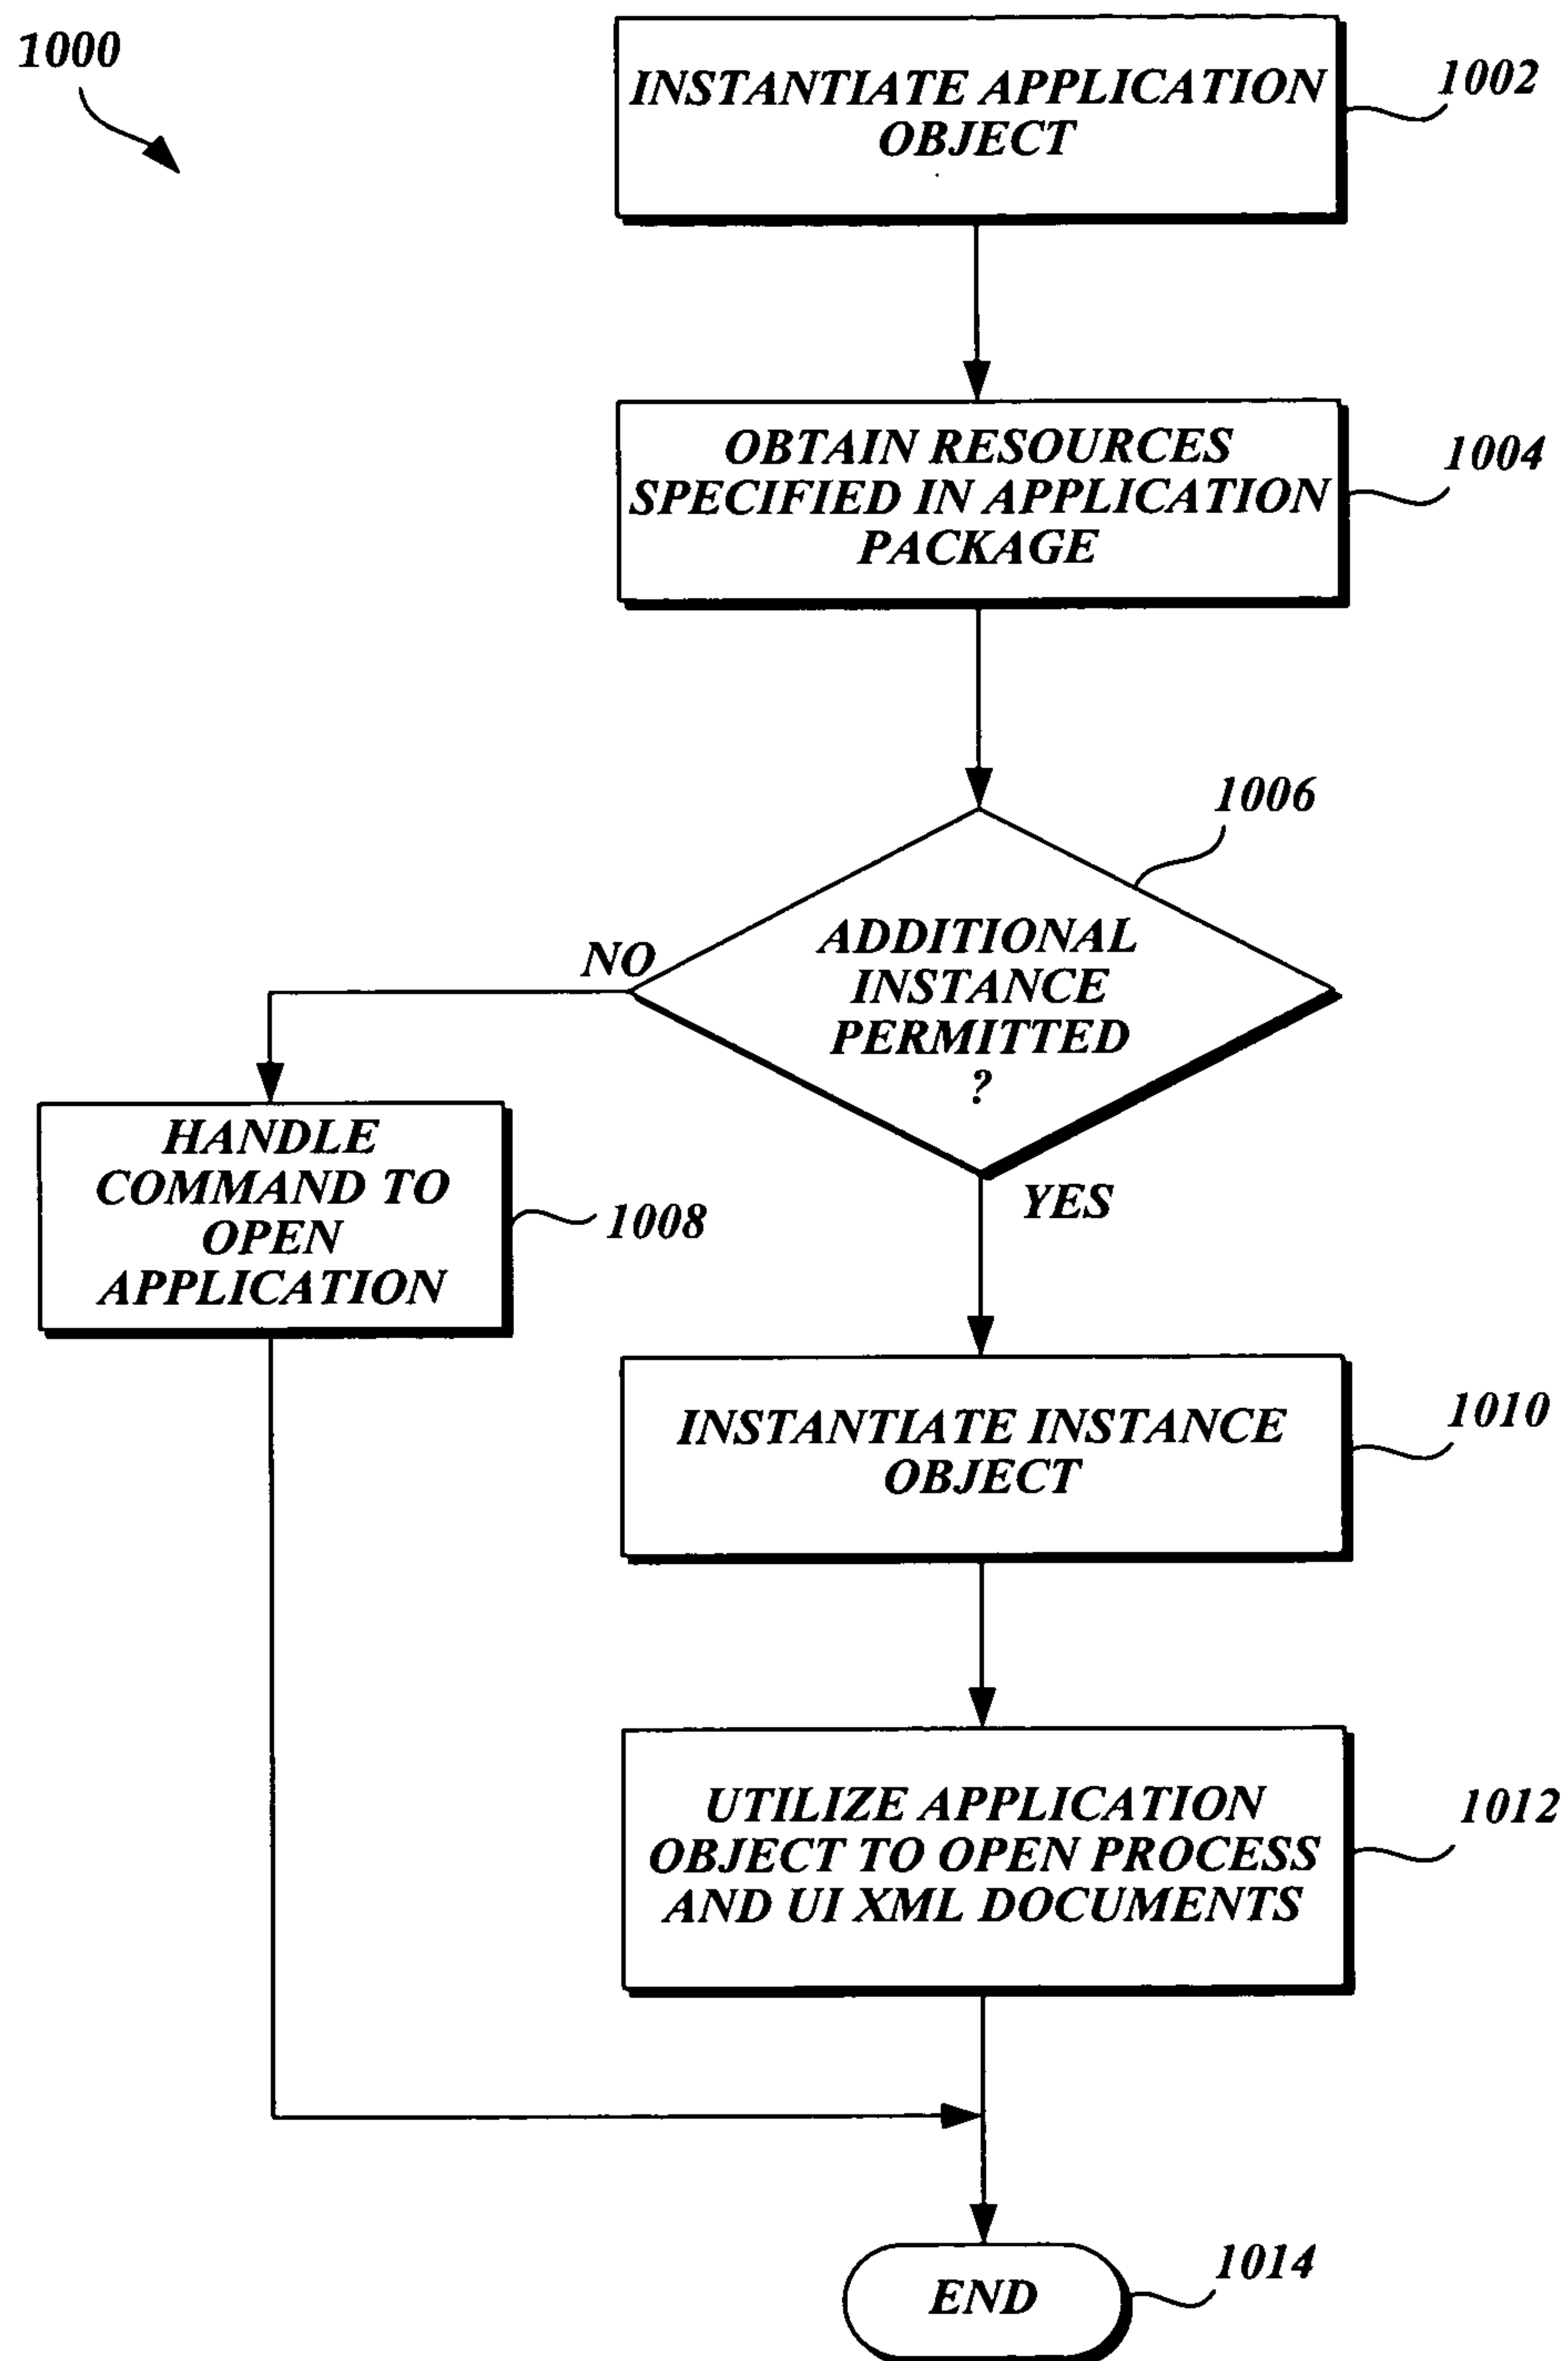 1000
INSTANTIATE APPLICATION
OBJECT
1002
OBTAIN RESOURCES
SPECIFIED IN APPLICATION
PACKAGE
1004
1006
ADDITIONAL
INSTANCE
PERMITTED
?
NO
YES
HANDLE
COMMAND TO
OPEN
APPLICATION
1008
INSTANTIATE INSTANCE
OBJECT
1010
UTILIZE APPLICATION
OBJECT TO OPEN PROCESS
AND UI XML DOCUMENTS
1012
END
1014